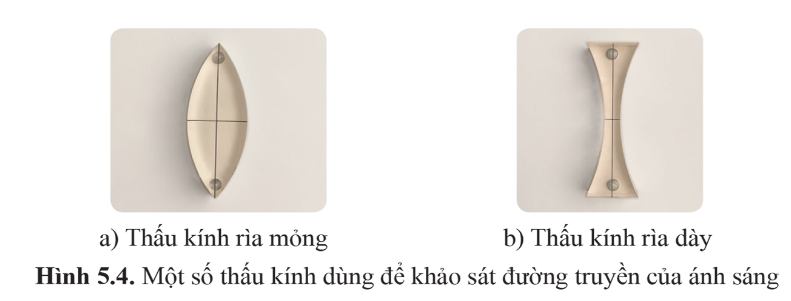 a) Thấu kính rìa mỏng
b) Thấu kính rìa dày
Hình 5.4. Một số thấu kính dùng để khảo sát đường truyền của ánh sáng